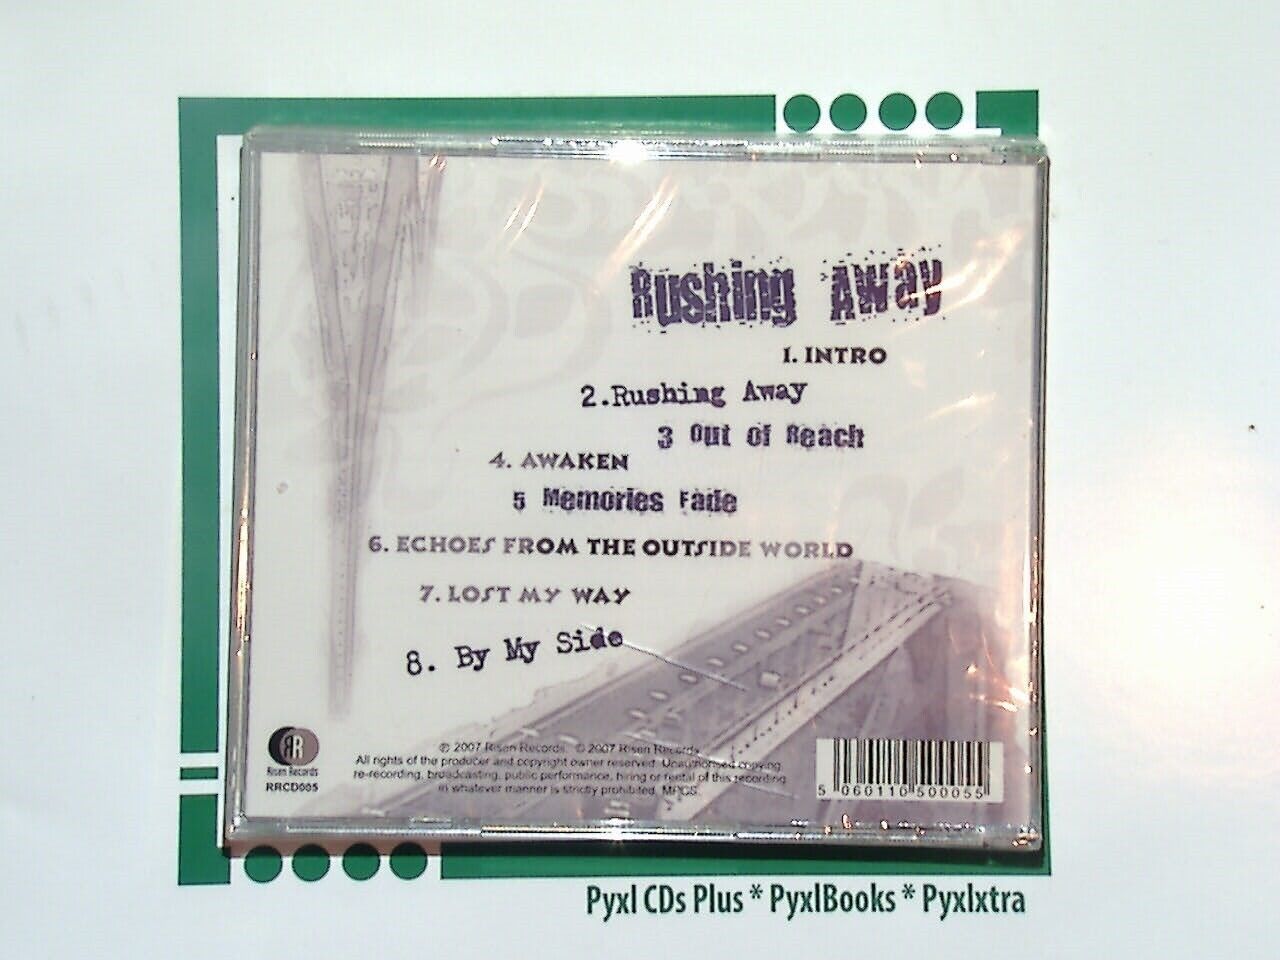 Rushing Away
1. INTRO
2.Rushing Away
3 Out of Reach
4. AWAKEN
5 Memories Fade
6. ECHOES FROM THE OUTSIDE WORLD
7. LOST MY WAY
8. By My Side
RR
Risen Records
RRCD005
℗ 2007 Risen Records. © 2007 Risen Records.
All rights of the producer and copyright owner reserved. Unauthorised copying,
re-recording, broadcasting, public performance, hiring or rental of this recording
in whatever manner is strictly prohibited. MPCS.
5 060110 500055
Pyxl CDs Plus * PyxlBooks * Pyxlxtra